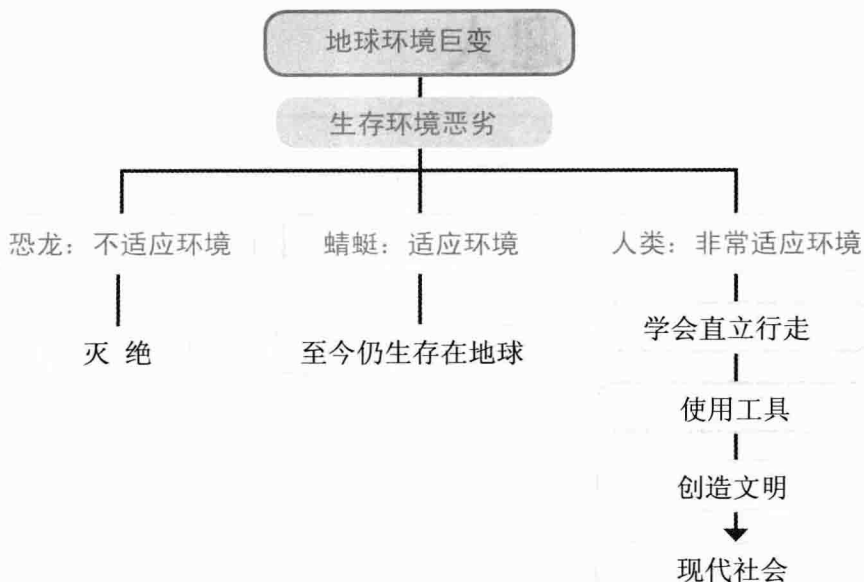 地球环境巨变
生存环境恶劣
恐龙：不适应环境
蜻蜓：适应环境
人类：非常适应环境
灭 绝
至今仍生存在地球
学会直立行走
使用工具
创造文明
现代社会